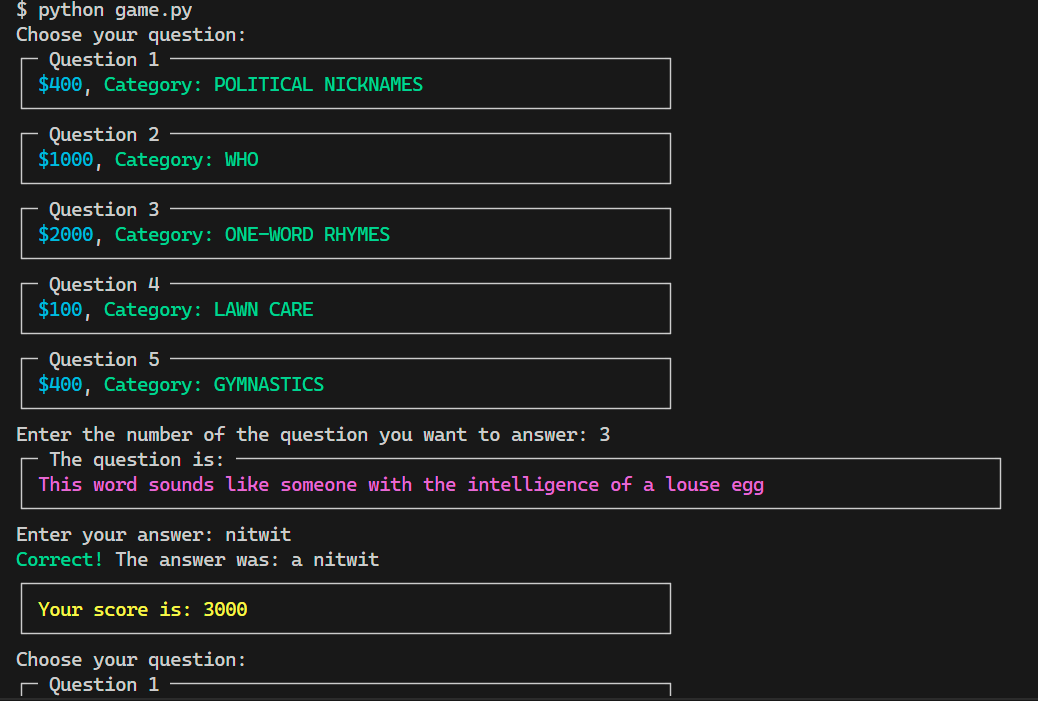 $ python game.py
Choose your question:
Question 1
$400, Category: POLITICAL NICKNAMES
Question 2
$1000, Category: WHO
Question 3
$2000, Category: ONE-WORD RHYMES
Question 4
$100, Category: LAWN CARE
Question 5
$400, Category: GYMNASTICS
Enter the number of the question you want to answer: 3
The question is:
This word sounds like someone with the intelligence of a louse egg
Enter your answer: nitwit
Correct! The answer was: a nitwit
Your score is: 3000
Choose your question:
Question 1